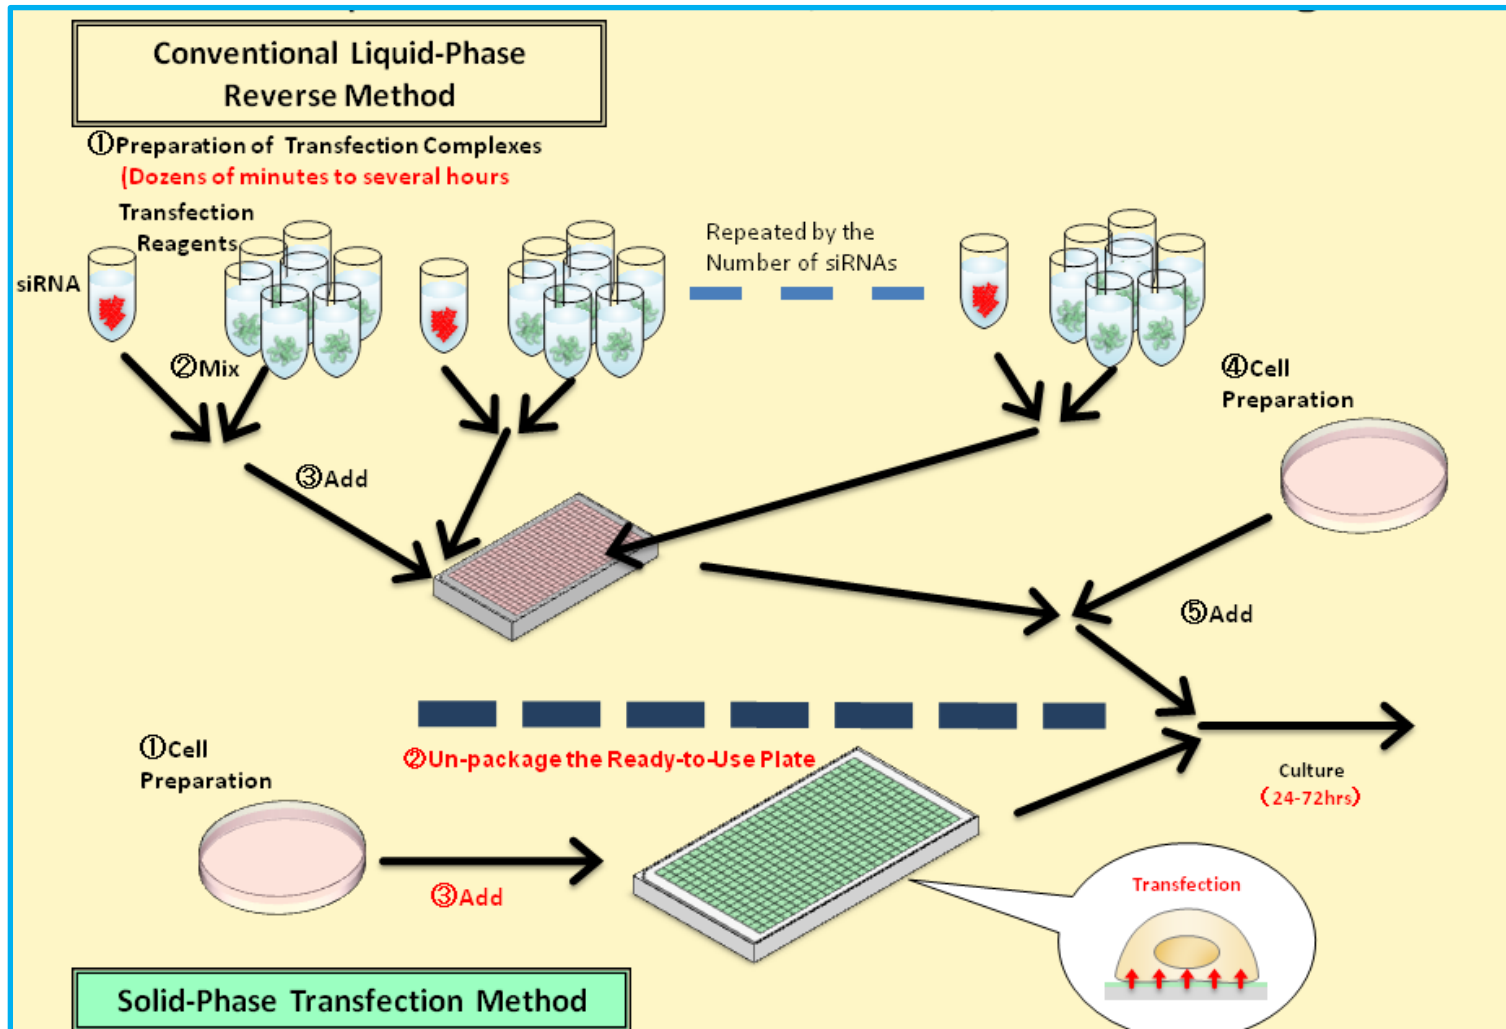 Conventional Liquid-Phase
Reverse Method
①Preparation of Transfection Complexes
(Dozens of minutes to several hours
Transfection
Reagents
siRNA
Repeated by the
Number of siRNAs
②Mix
④Cell
Preparation
③Add
⑤Add
①Cell
Preparation
②Un-package the Ready-to-Use Plate
Culture
(24-72hrs)
③Add
Transfection
Solid-Phase Transfection Method